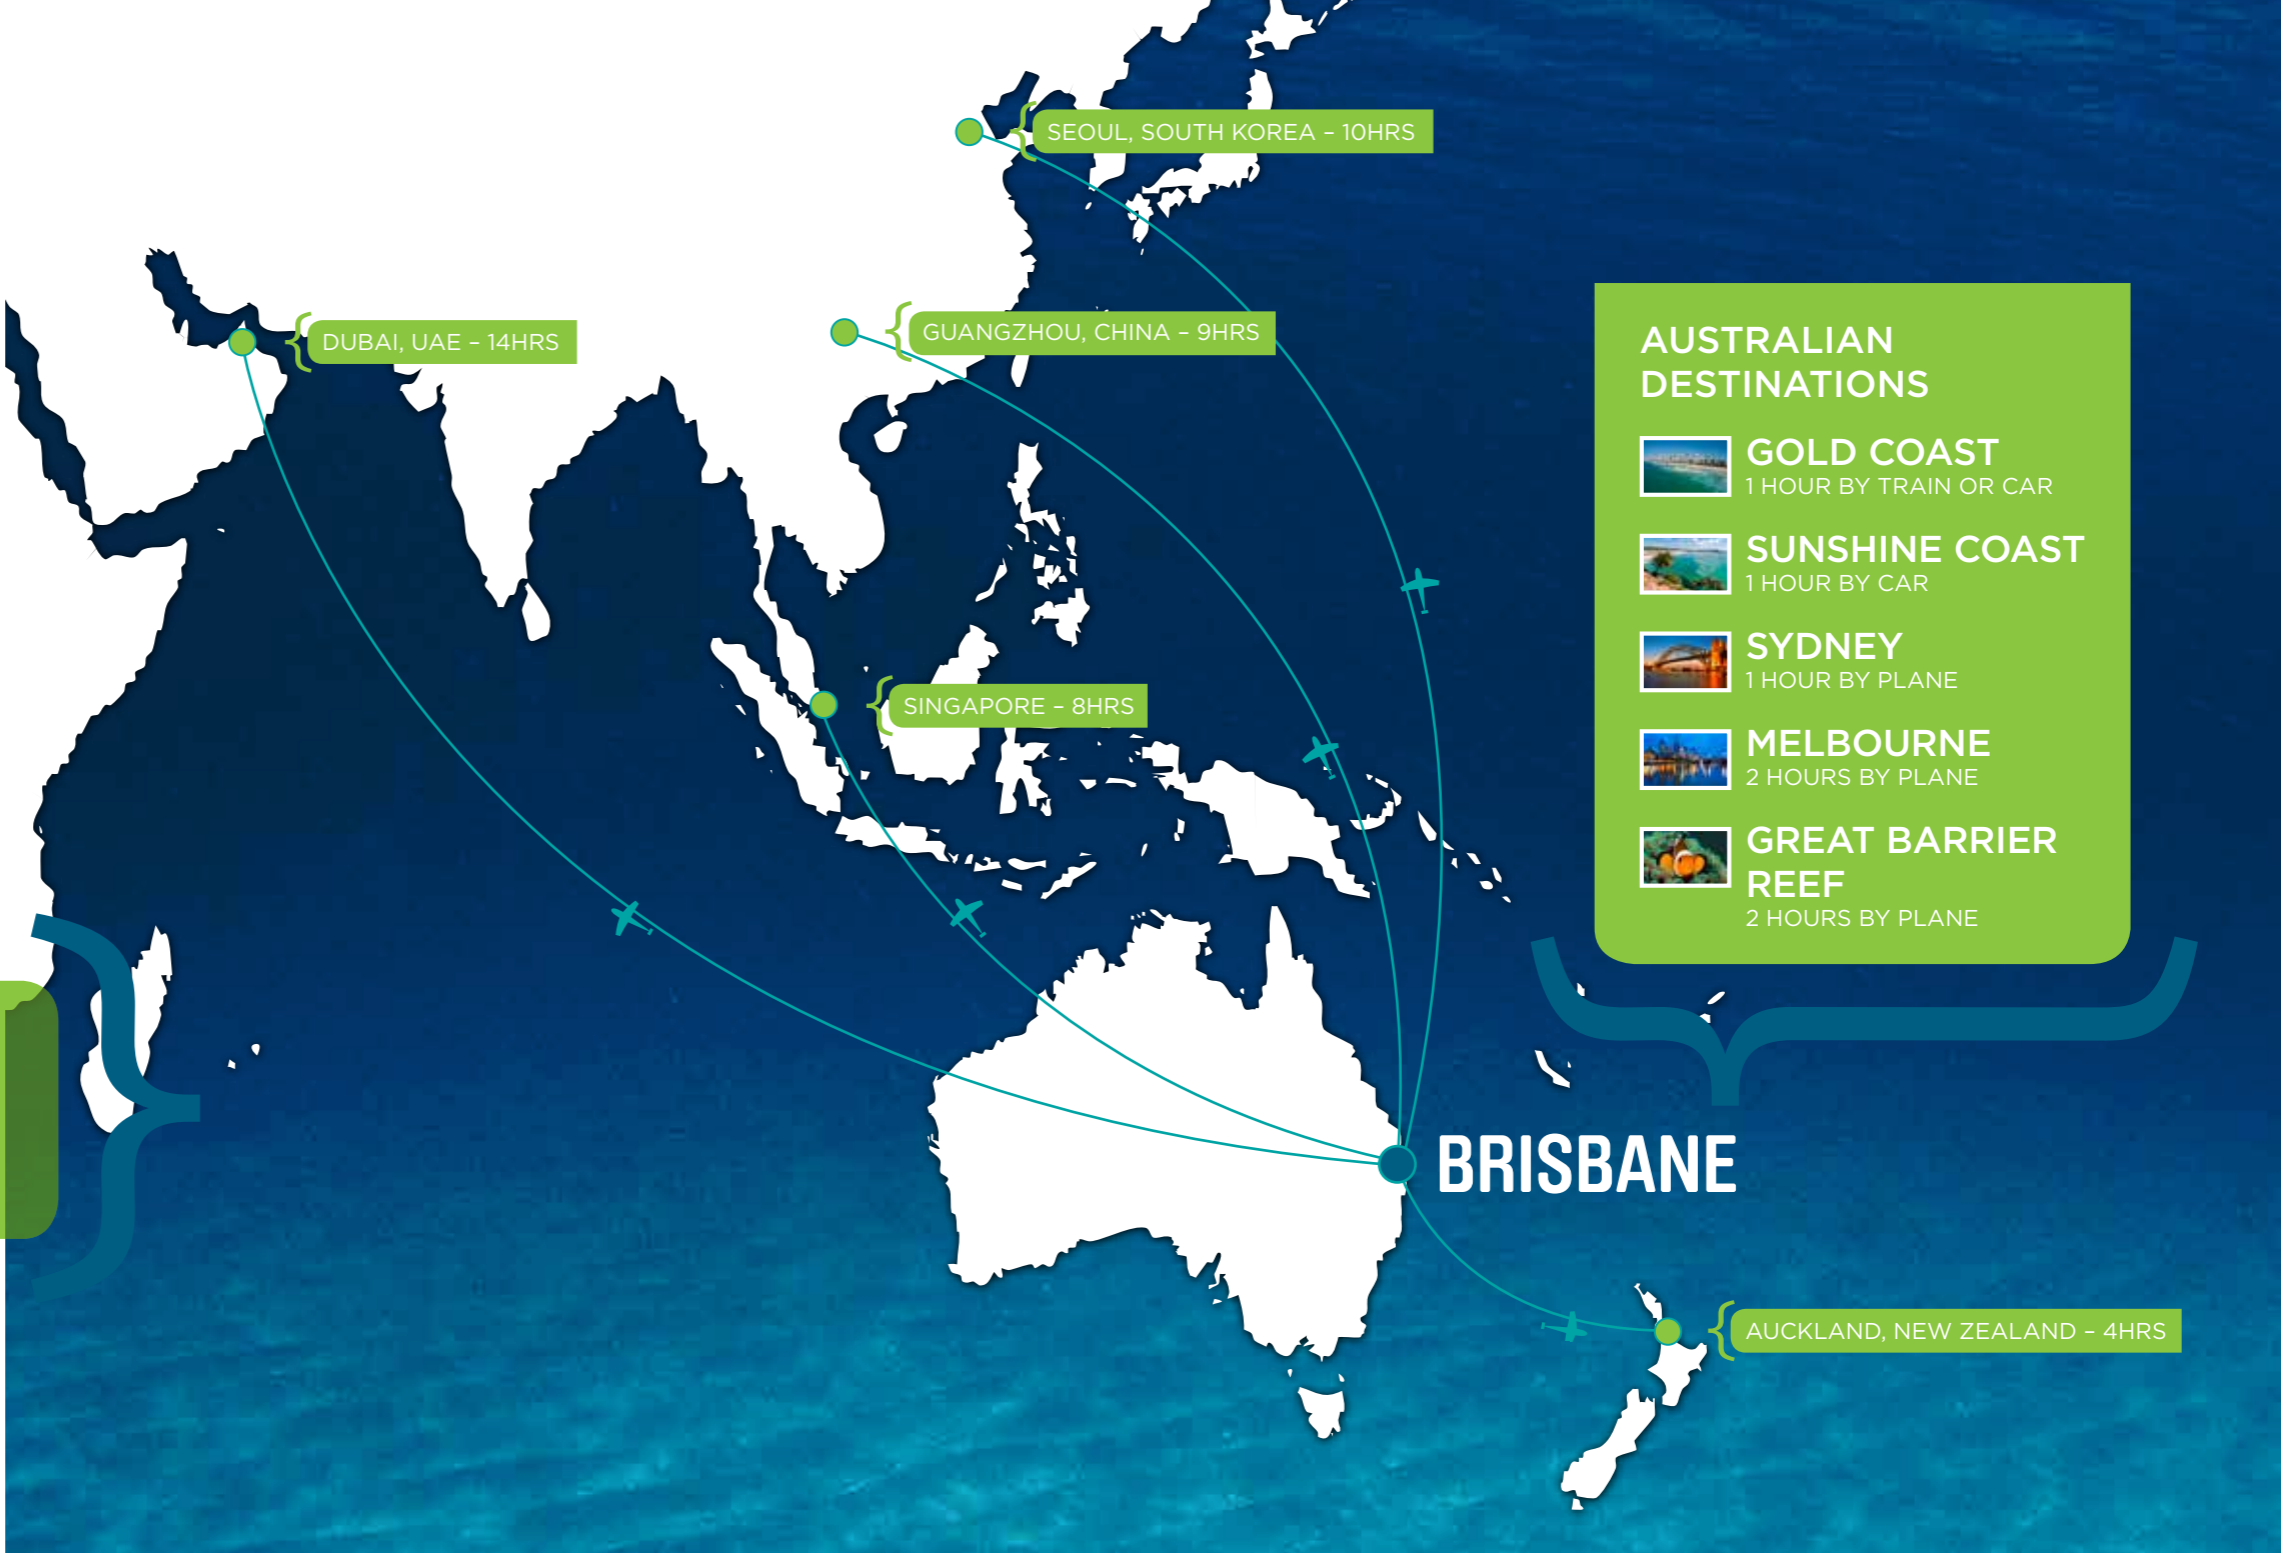 SEOUL, SOUTH KOREA – 10HRS
DUBAI, UAE – 14HRS
GUANGZHOU, CHINA – 9HRS
SINGAPORE – 8HRS
AUSTRALIAN
DESTINATIONS
GOLD COAST
1 HOUR BY TRAIN OR CAR
SUNSHINE COAST
1 HOUR BY CAR
SYDNEY
1 HOUR BY PLANE
MELBOURNE
2 HOURS BY PLANE
GREAT BARRIER
REEF
2 HOURS BY PLANE
BRISBANE
AUCKLAND, NEW ZEALAND – 4HRS